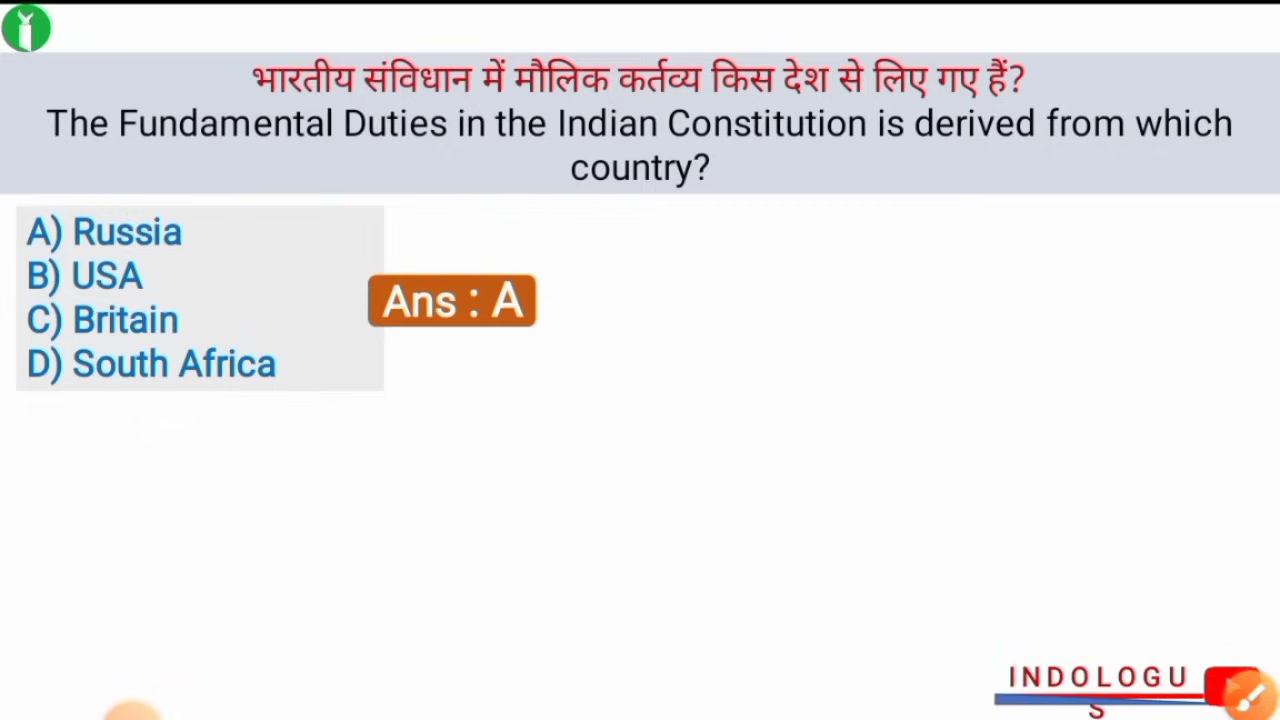 भारतीय संविधान में मौलिक कर्तव्य किस देश से लिए गए हैं?
The Fundamental Duties in the Indian Constitution is derived from which
country?
A) Russia
B) USA
C) Britain
D) South Africa
Ans : A
INDOLOGU
S